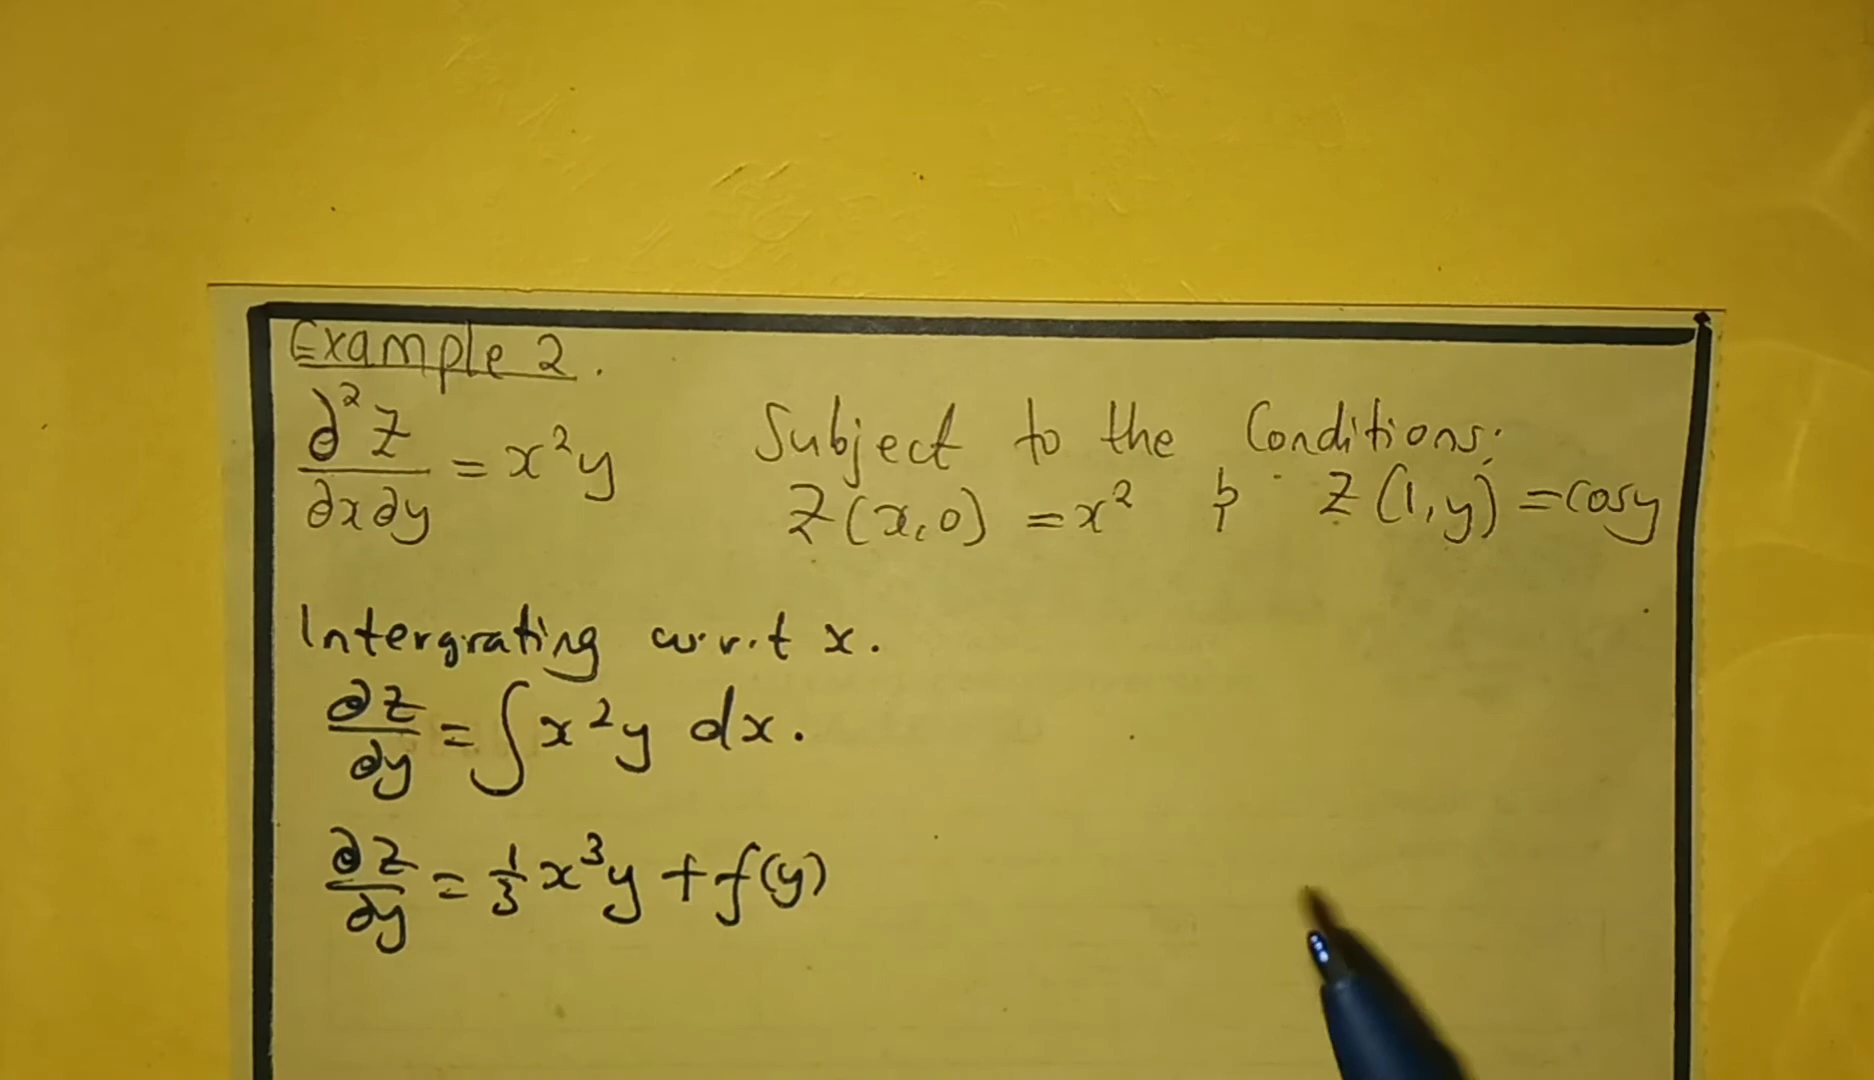 Example 2.
∂²z/∂x∂y = x²y Subject to the Conditions:
z(x,0) = x² & z(1,y) = cosy
Intergrating w.r.t x.
∂z/∂y = ∫x²y dx.
∂z/∂y = 1/3 x³y + f(y)